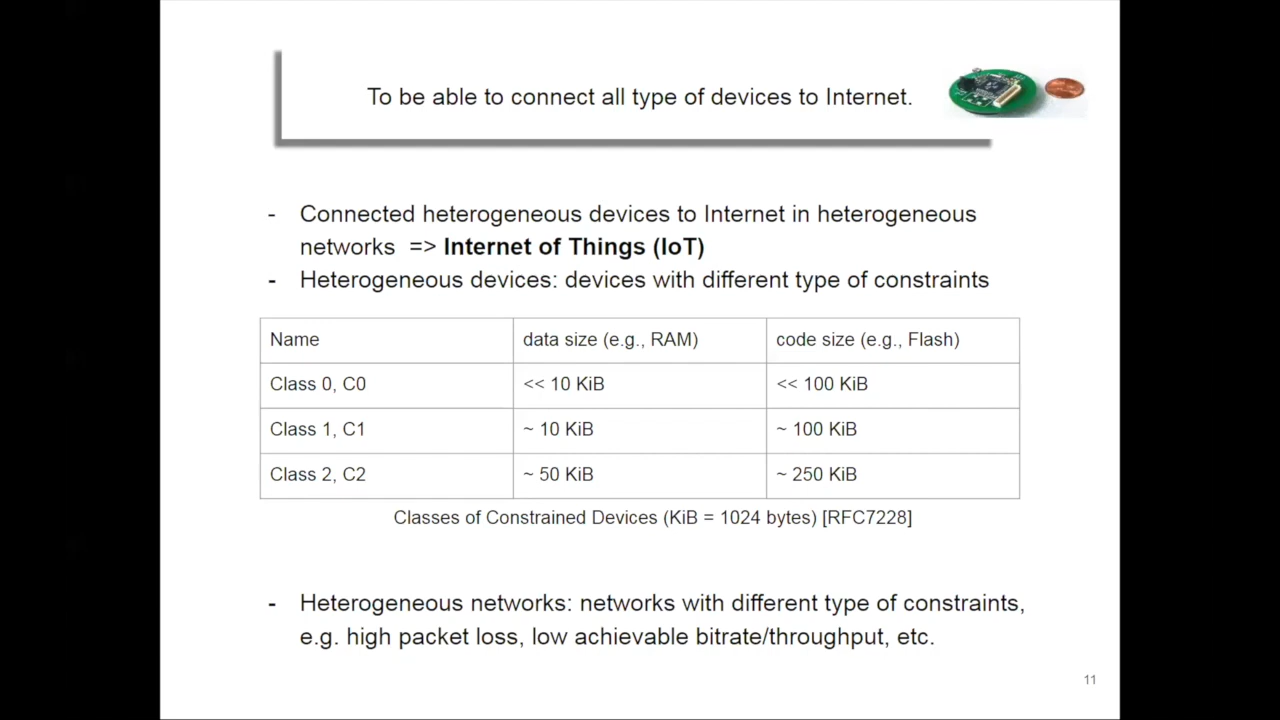 To be able to connect all type of devices to Internet.
- Connected heterogeneous devices to Internet in heterogeneous
networks => Internet of Things (IoT)
- Heterogeneous devices: devices with different type of constraints
Name data size (e.g., RAM) code size (e.g., Flash)
Class 0, C0 << 10 KiB << 100 KiB
Class 1, C1 ~ 10 KiB ~ 100 KiB
Class 2, C2 ~ 50 KiB ~ 250 KiB
Classes of Constrained Devices (KiB = 1024 bytes) [RFC7228]
- Heterogeneous networks: networks with different type of constraints,
e.g. high packet loss, low achievable bitrate/throughput, etc.
11